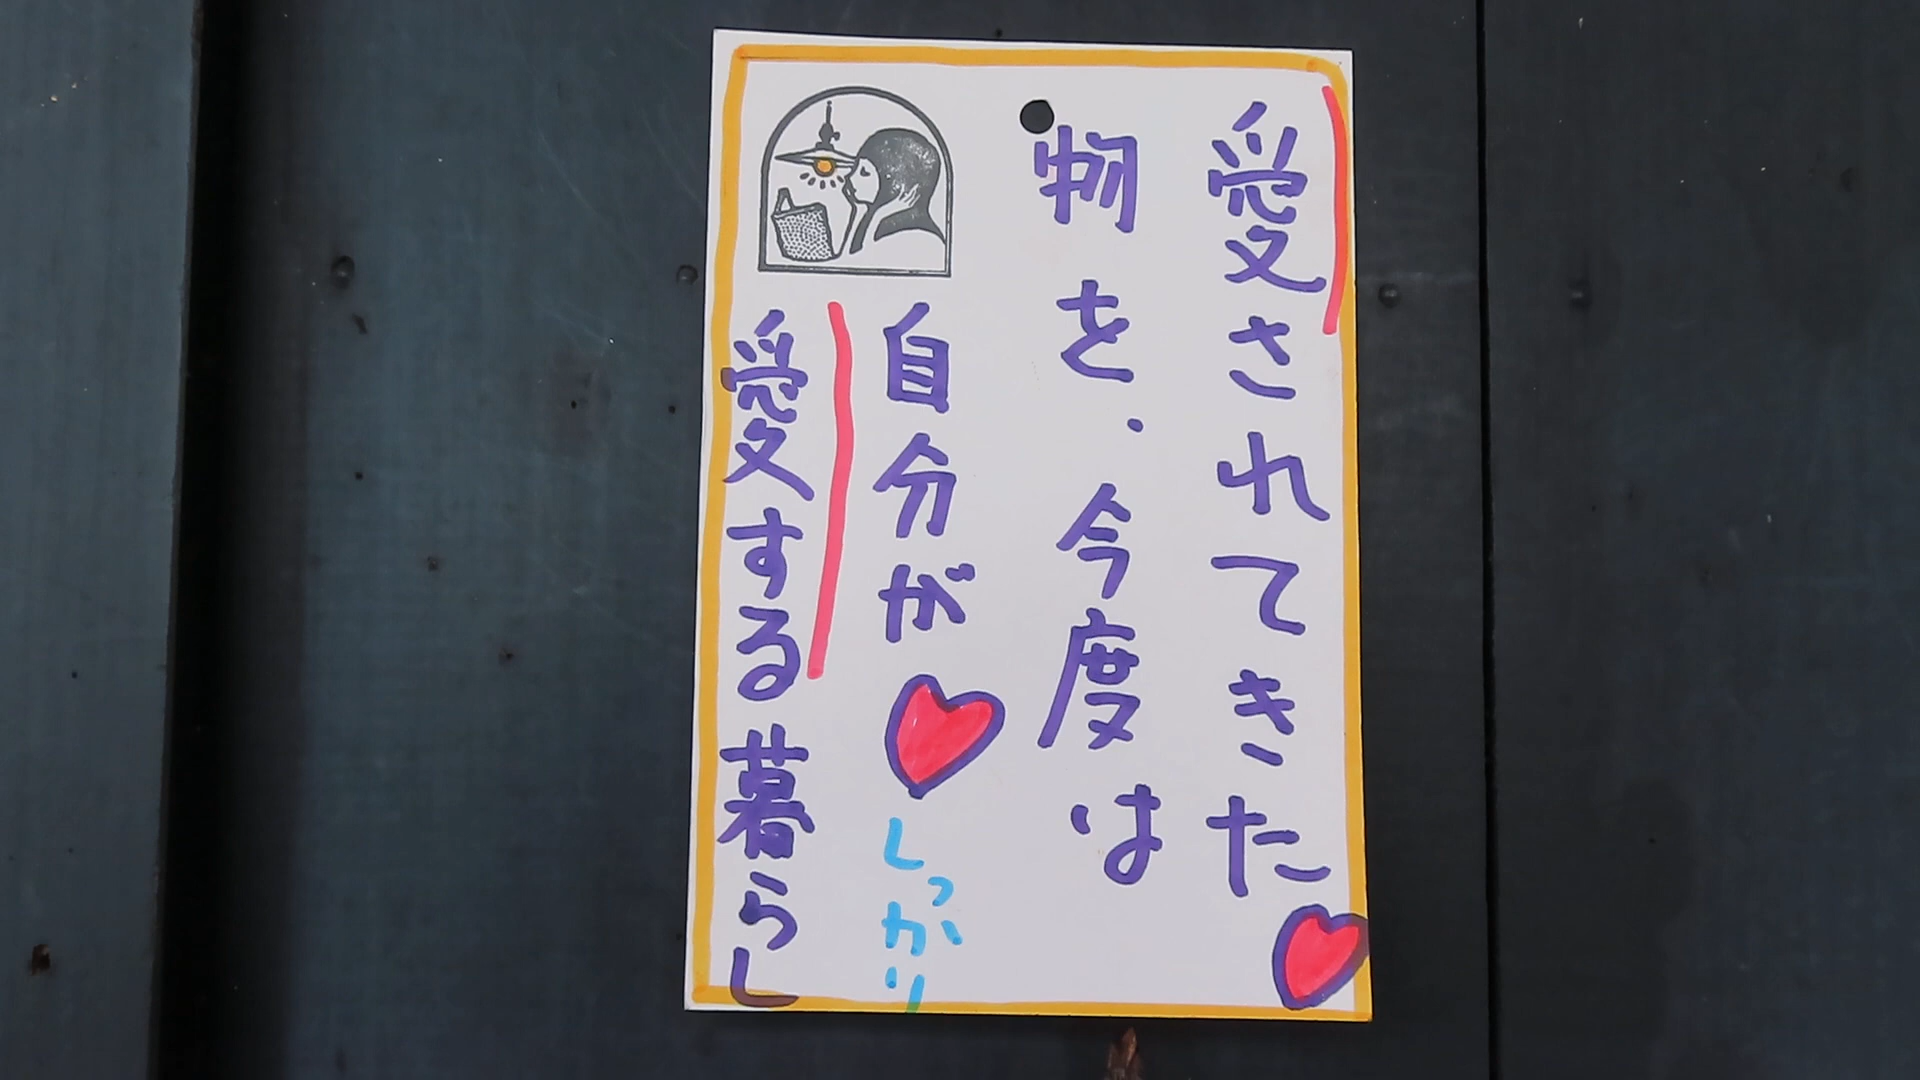 愛されてきた
物を、今度は
自分が しっかり
愛する暮らし